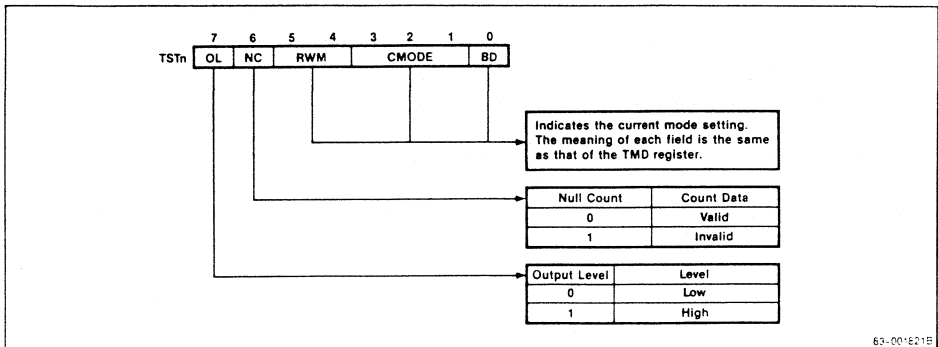 7 6 5 4 3 2 1 0
TSTn OL NC RWM CMODE BD
Indicates the current mode setting.
The meaning of each field is the same
as that of the TMD register.
Null Count Count Data
0 Valid
1 Invalid
Output Level Level
0 Low
1 High
83-001821B